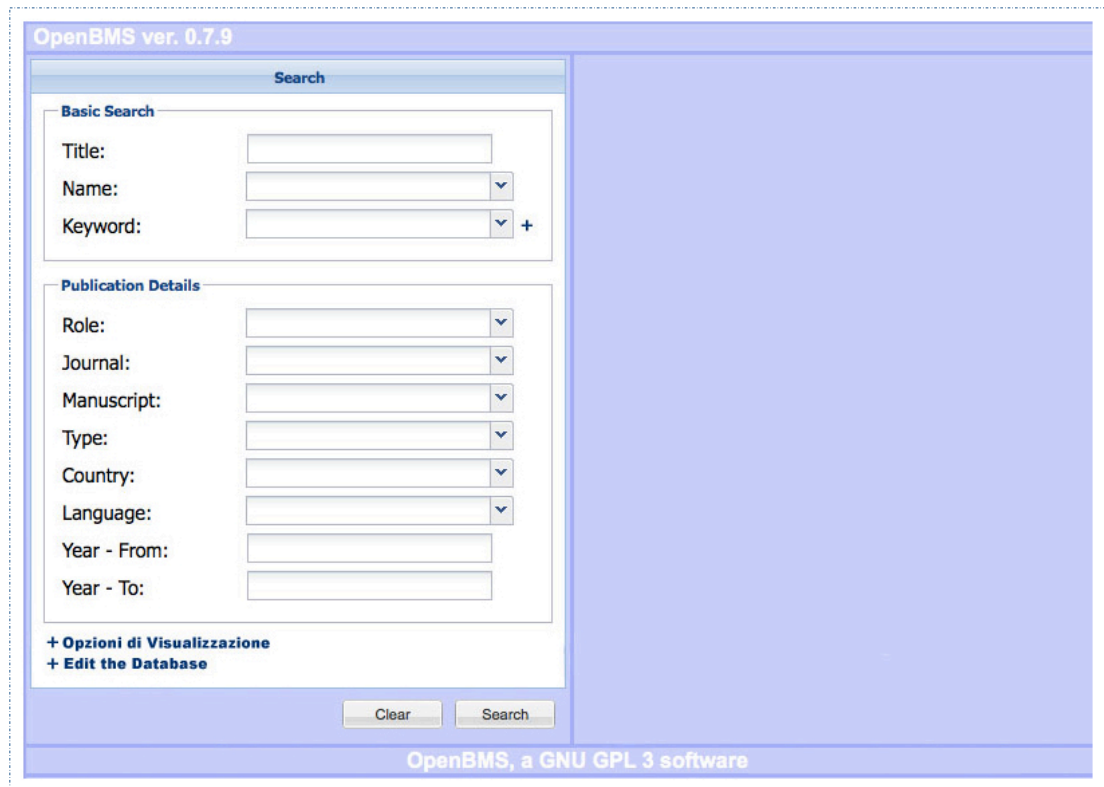 OpenBMS ver. 0.7.9
Search
Basic Search
Title:
Name:
Keyword: +
Publication Details
Role:
Journal:
Manuscript:
Type:
Country:
Language:
Year - From:
Year - To:
+ Opzioni di Visualizzazione
+ Edit the Database
Clear Search
OpenBMS, a GNU GPL 3 software